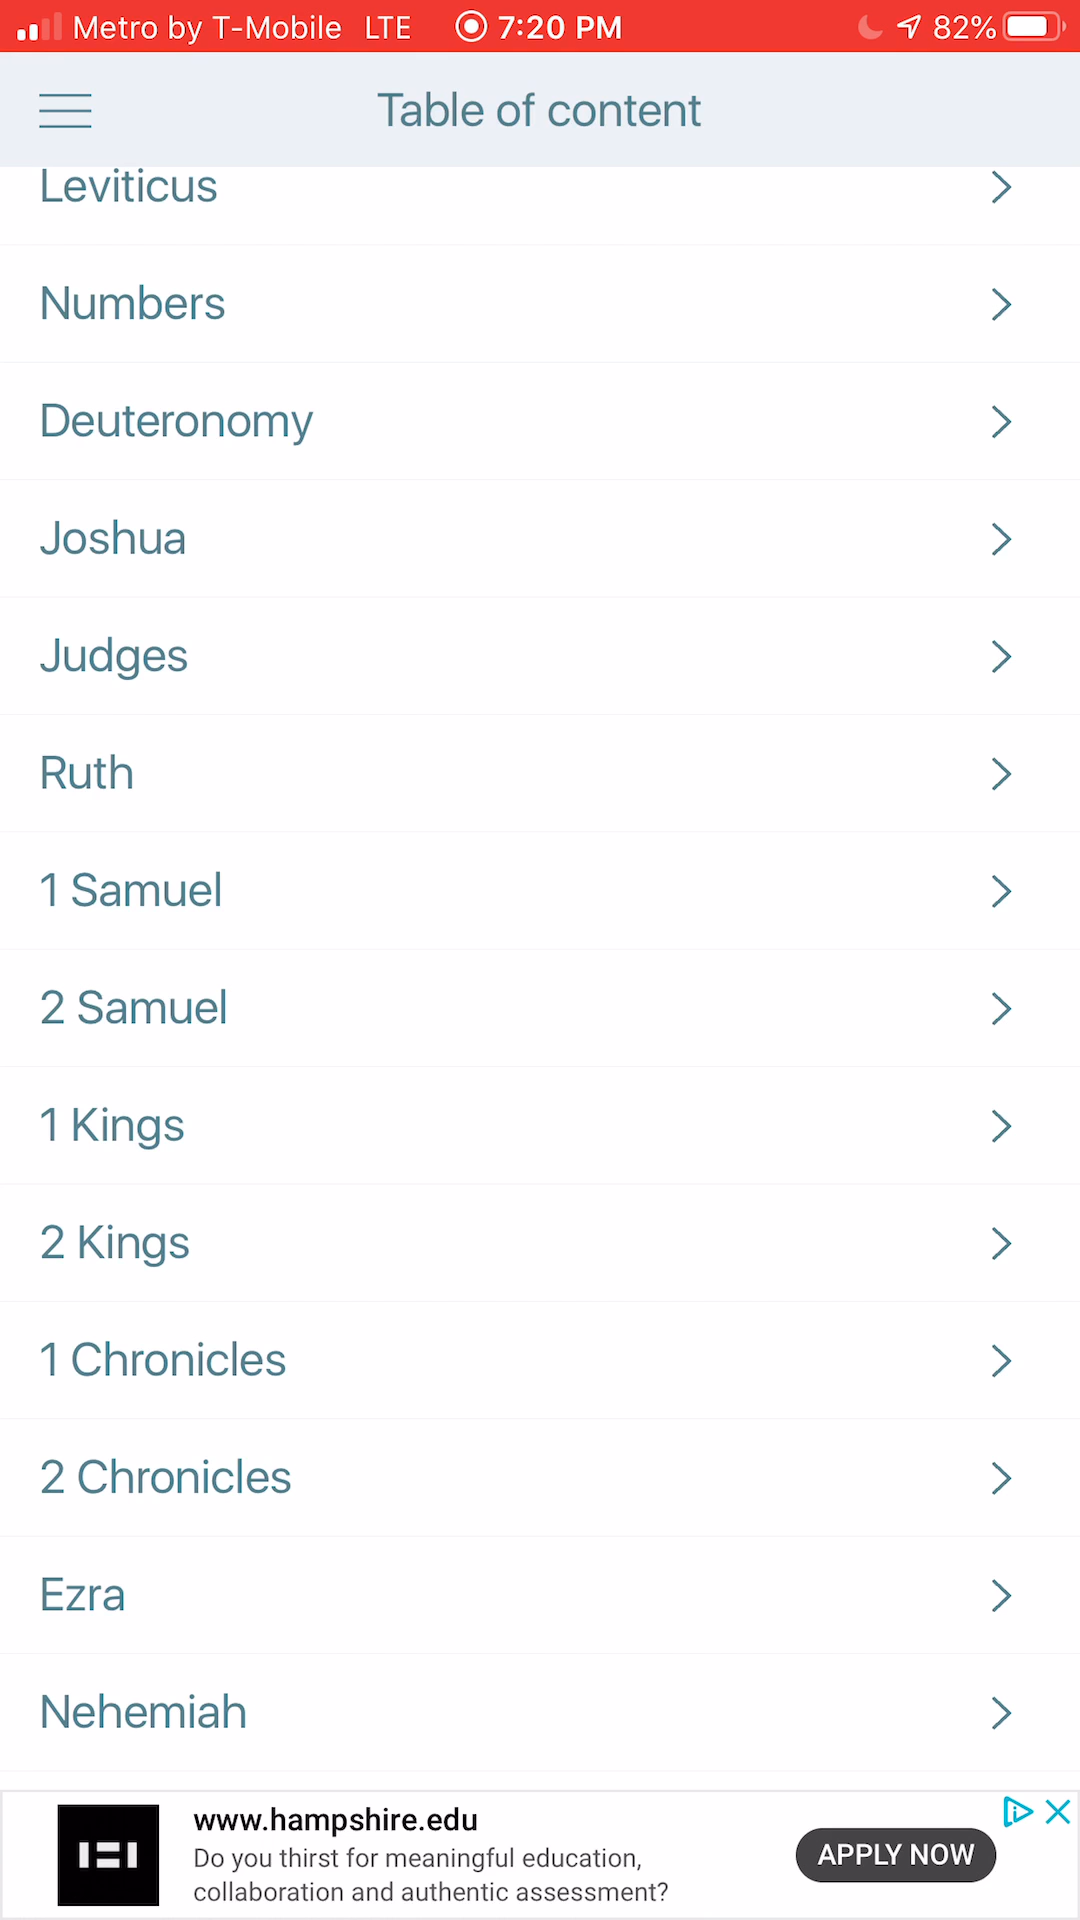 Metro by T-Mobile LTE 7:20 PM 82%
Table of content
Leviticus
Numbers
Deuteronomy
Joshua
Judges
Ruth
1 Samuel
2 Samuel
1 Kings
2 Kings
1 Chronicles
2 Chronicles
Ezra
Nehemiah
www.hampshire.edu
Do you thirst for meaningful education,
collaboration and authentic assessment?
APPLY NOW